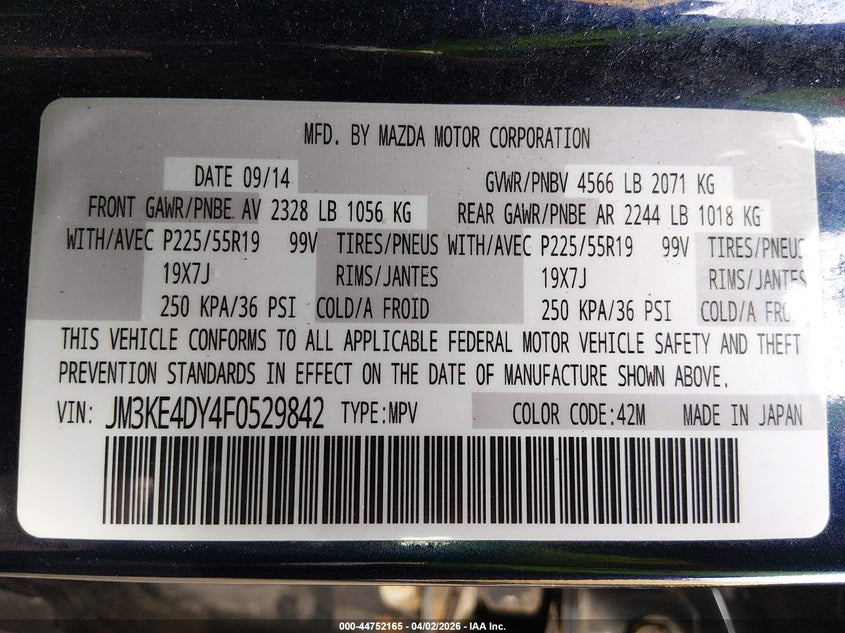 MFD. BY MAZDA MOTOR CORPORATION
DATE 09/14 GVWR/PNBV 4566 LB 2071 KG
FRONT GAWR/PNBE AV 2328 LB 1056 KG REAR GAWR/PNBE AR 2244 LB 1018 KG
WITH/AVEC P225/55R19 99V TIRES/PNEUS WITH/AVEC P225/55R19 99V TIRES/PNEUS
19X7J RIMS/JANTES 19X7J RIMS/JANTES
250 KPA/36 PSI COLD/A FROID 250 KPA/36 PSI COLD/A
THIS VEHICLE CONFORMS TO ALL APPLICABLE FEDERAL MOTOR VEHICLE SAFETY AND THEFT
PREVENTION STANDARDS IN EFFECT ON THE DATE OF MANUFACTURE SHOWN ABOVE.
VIN: JM3KE4DY4F0529842 TYPE:MPV COLOR CODE:42M MADE IN JAPAN
000-44752165 - 04/02/2026 - IAA Inc.